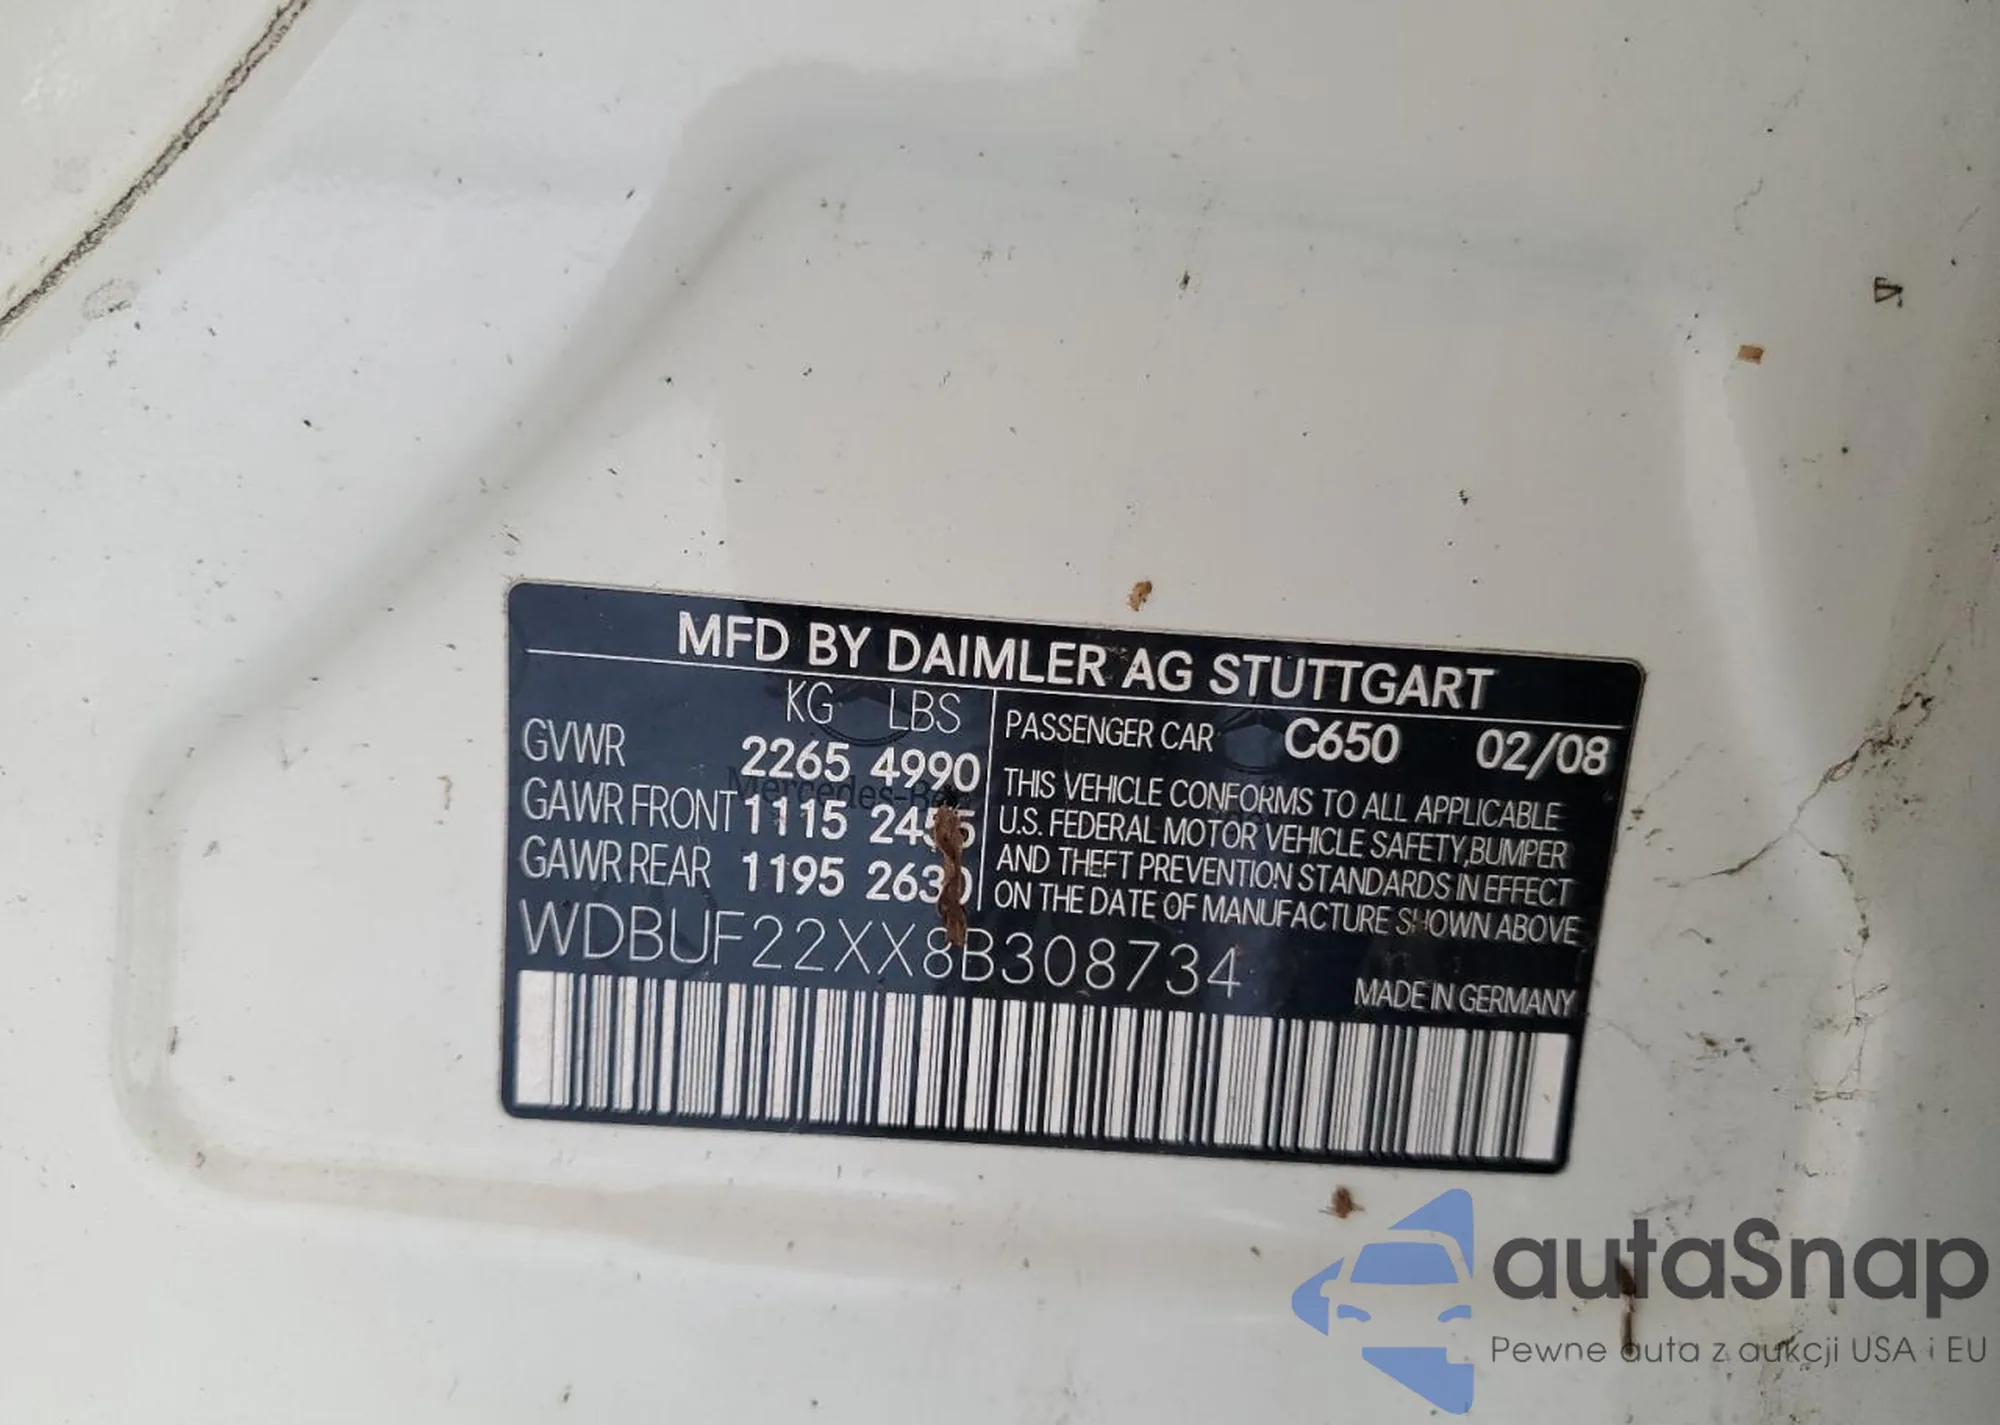 MFD BY DAIMLER AG STUTTGART
KG LBS
GVWR 2265 4990
GAWR FRONT 1115 2455
GAWR REAR 1195 2630
PASSENGER CAR C650 02/08
THIS VEHICLE CONFORMS TO ALL APPLICABLE
U.S. FEDERAL MOTOR VEHICLE SAFETY,BUMPER
AND THEFT PREVENTION STANDARDS IN EFFECT
ON THE DATE OF MANUFACTURE SHOWN ABOVE
WDBUF22XX8B308734
MADE IN GERMANY
autaSnap
Pewne auta z aukcji USA i EU